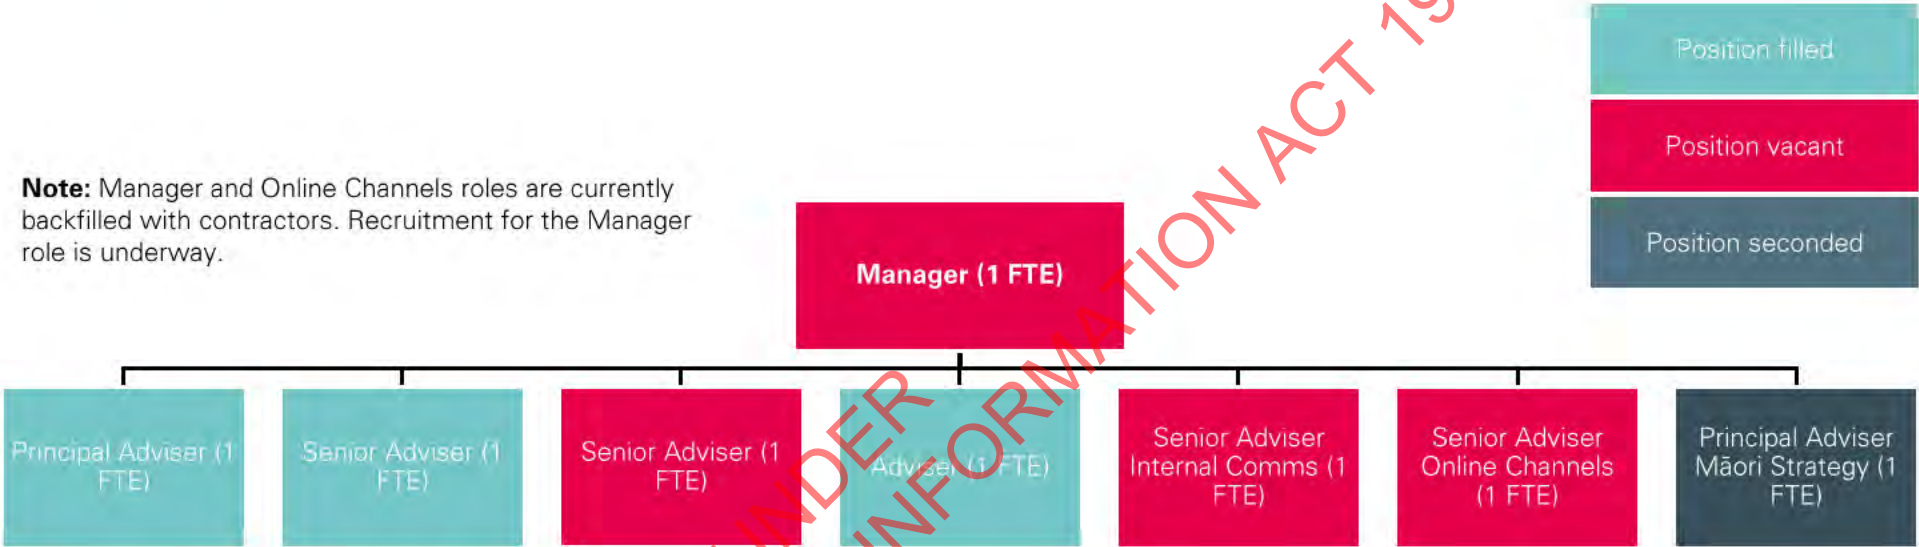 Position filled
Position vacant
Position seconded
Note: Manager and Online Channels roles are currently
backfilled with contractors. Recruitment for the Manager
role is underway.
Manager (1 FTE)
Principal Adviser (1
FTE)
Senior Adviser (1
FTE)
Senior Adviser (1
FTE)
Adviser (1 FTE)
Senior Adviser
Internal Comms (1
FTE)
Senior Adviser
Online Channels
(1 FTE)
Principal Adviser
Māori Strategy (1
FTE)
UNDER
INFORMATION ACT 19